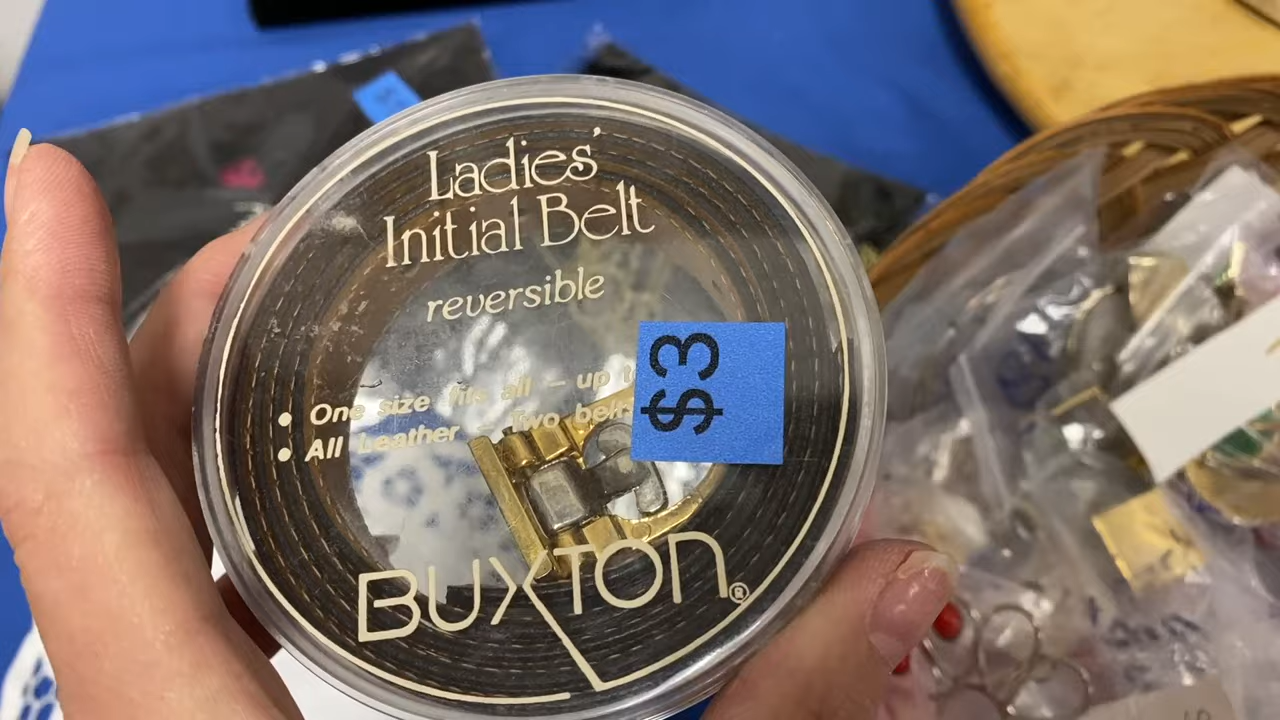 Ladies'
Initial Belt
reversible
• One size fits all — up to
• All Leather — Two belts
$3
BUXTON®